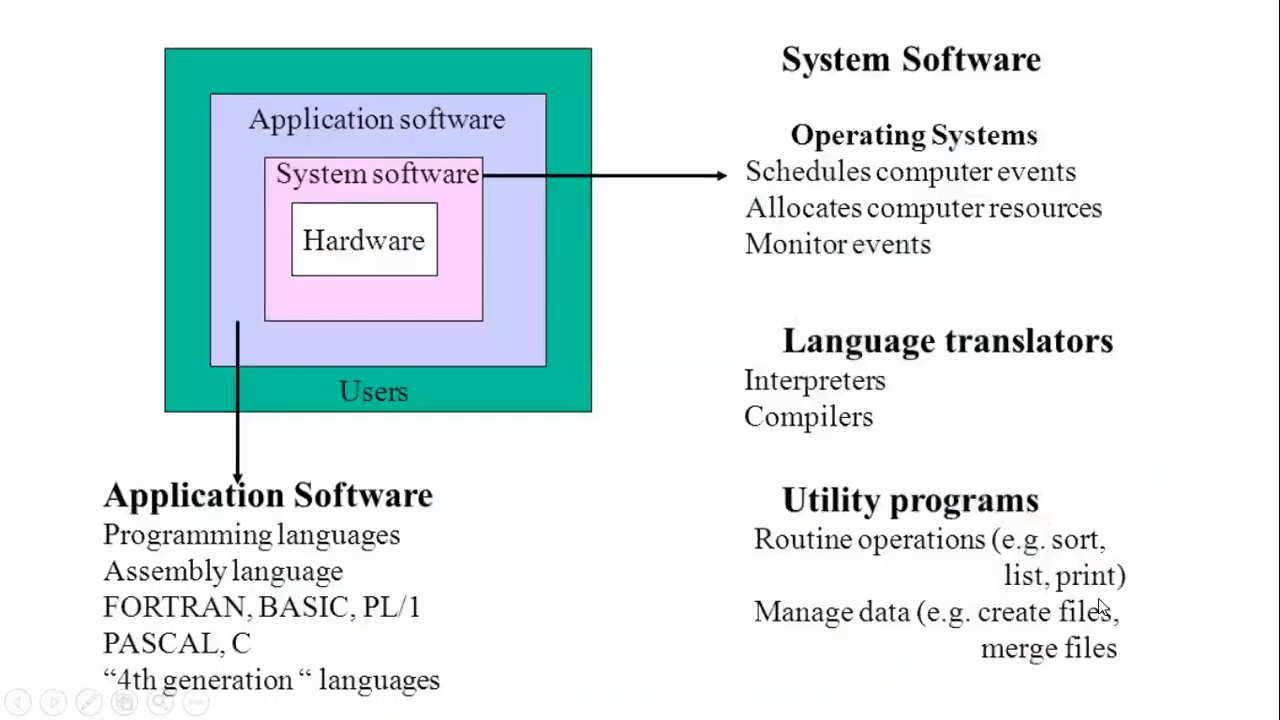 Application software
System software
Hardware
Users
Application Software
Programming languages
Assembly language
FORTRAN, BASIC, PL/1
PASCAL, C
“4th generation “ languages
System Software
Operating Systems
Schedules computer events
Allocates computer resources
Monitor events
Language translators
Interpreters
Compilers
Utility programs
Routine operations (e.g. sort,
list, print)
Manage data (e.g. create files,
merge files